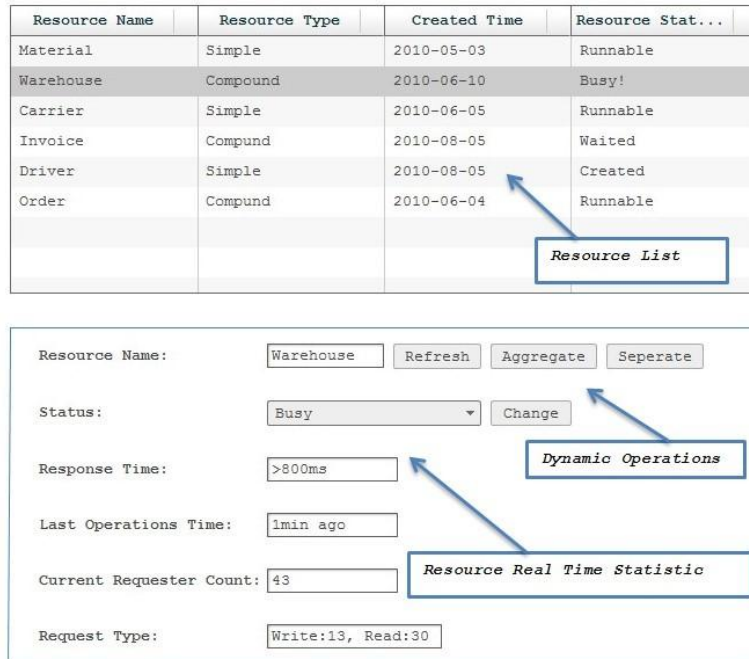 Resource Name Resource Type Created Time Resource Stat...
Material Simple 2010-05-03 Runnable
Warehouse Compound 2010-06-10 Busy!
Carrier Simple 2010-06-05 Runnable
Invoice Compund 2010-08-05 Waited
Driver Simple 2010-08-05 Created
Order Compund 2010-06-04 Runnable
Resource List
Resource Name: Warehouse Refresh Aggregate Seperate
Status: Busy Change
Dynamic Operations
Response Time: >800ms
Last Operations Time: 1min ago
Resource Real Time Statistic
Current Requester Count: 43
Request Type: Write:13, Read:30